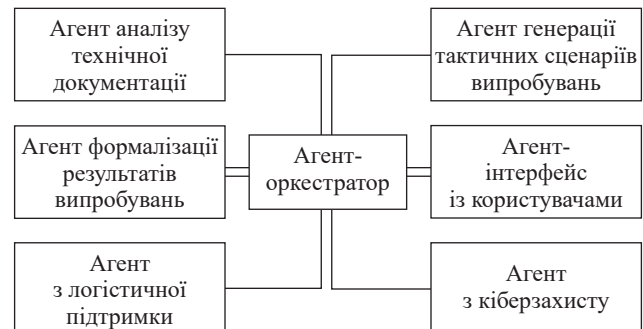 Агент аналізу
технічної
документації
Агент генерації
тактичних сценаріїв
випробувань
Агент формалізації
результатів
випробувань
Агент-
оркестратор
Агент-
інтерфейс
із користувачами
Агент
з логістичної
підтримки
Агент
з кіберзахисту